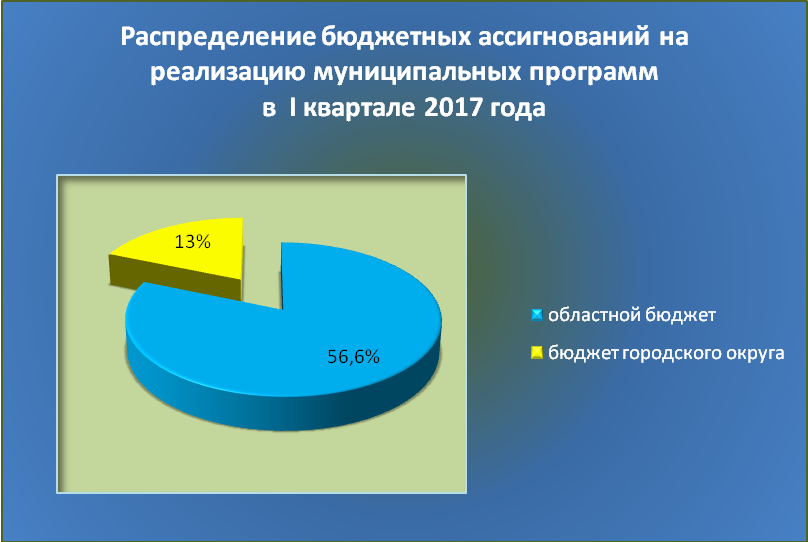 Распределение бюджетных ассигнований на
реализацию муниципальных программ
в I квартале 2017 года
13%
56,6%
областной бюджет
бюджет городского округа